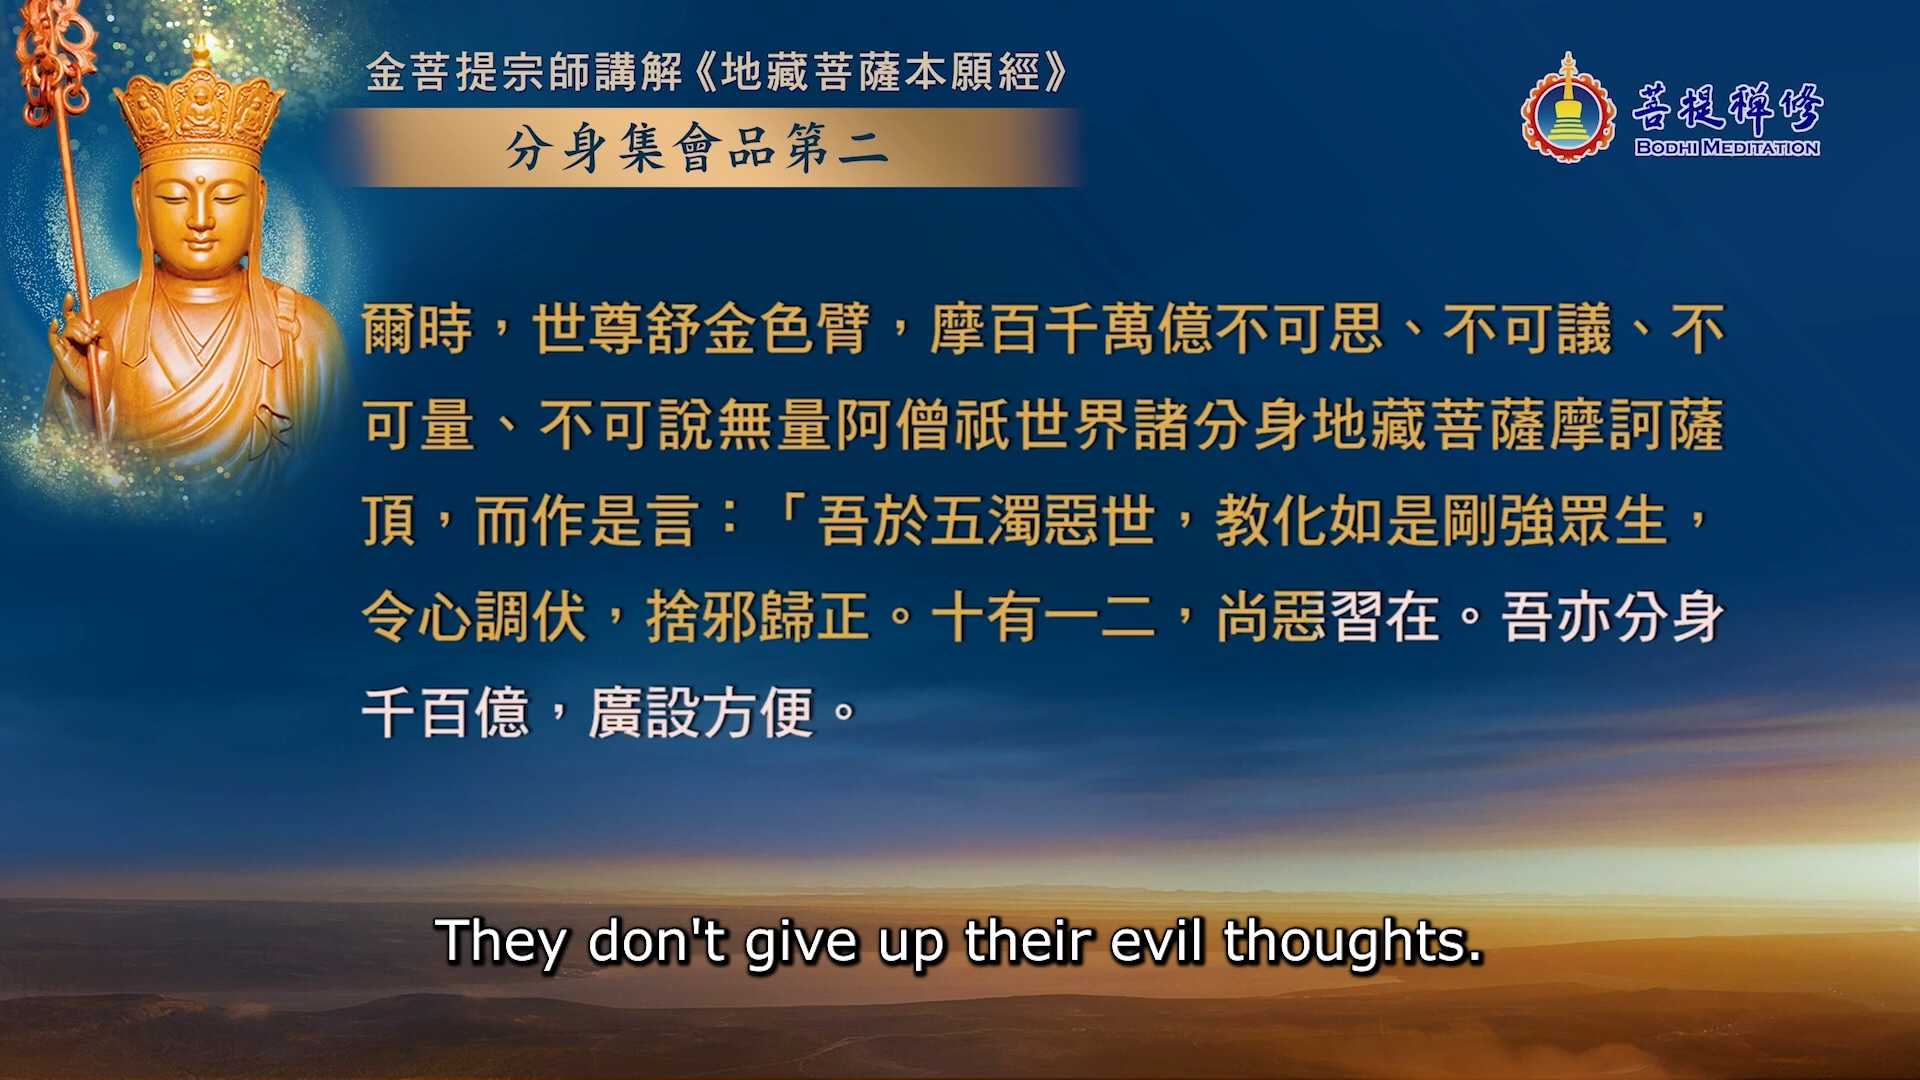 金菩提宗師講解《地藏菩薩本願經》
分身集會品第二
菩提禪修
BODHI MEDITATION
爾時，世尊舒金色臂，摩百千萬億不可思、不可議、不
可量、不可說無量阿僧祇世界諸分身地藏菩薩摩訶薩
頂，而作是言：「吾於五濁惡世，教化如是剛強眾生，
令心調伏，捨邪歸正。十有一二，尚惡習在。吾亦分身
千百億，廣設方便。
They don't give up their evil thoughts.